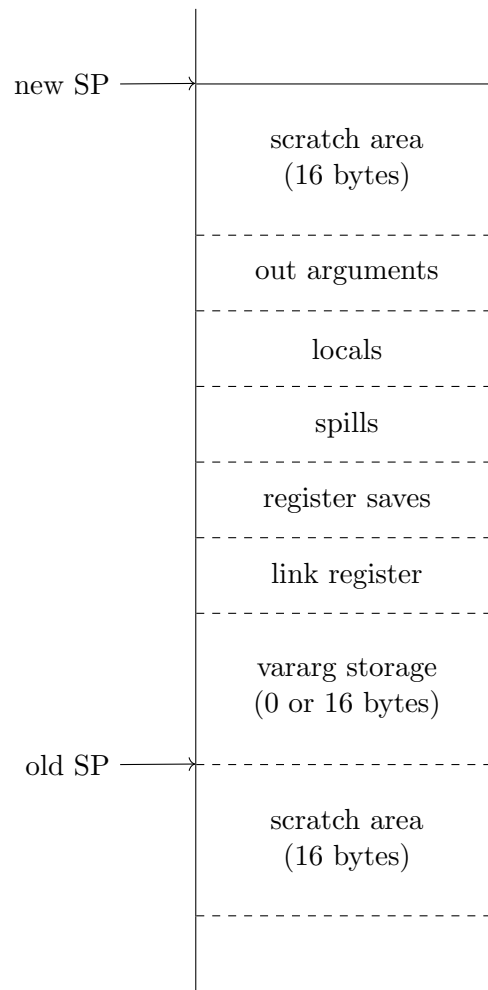 new SP
scratch area
(16 bytes)
out arguments
locals
spills
register saves
link register
vararg storage
(0 or 16 bytes)
old SP
scratch area
(16 bytes)